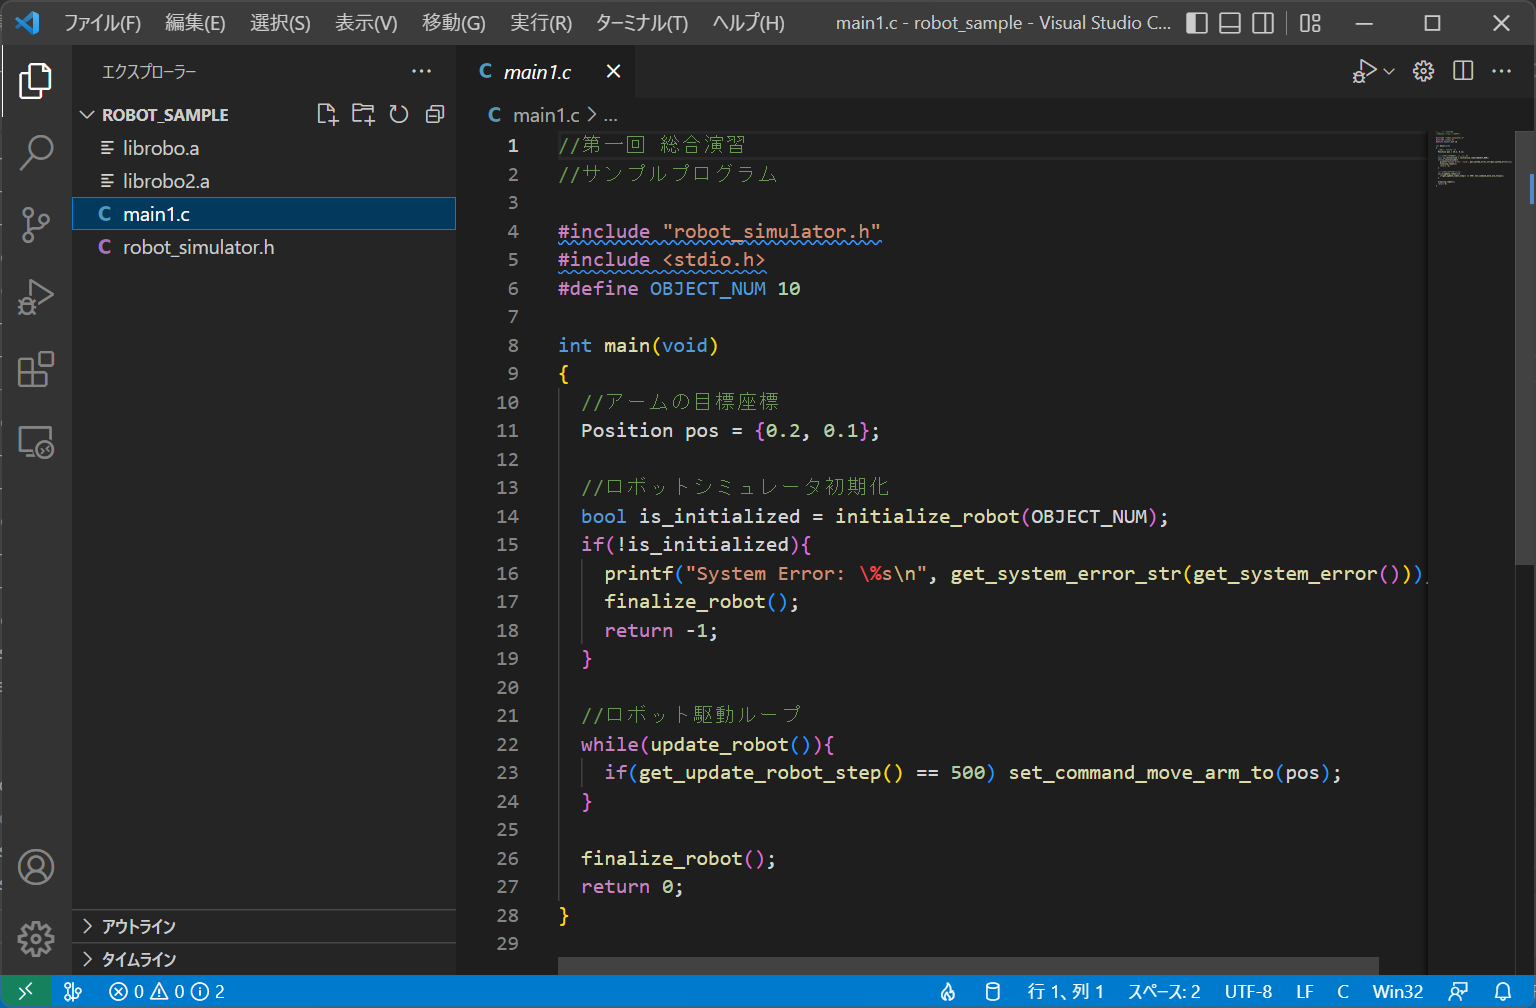 ファイル(F) 編集(E) 選択(S) 表示(V) 移動(G) 実行(R) ターミナル(T) ヘルプ(H) main1.c - robot_sample - Visual Studio C...
エクスプローラー
ROBOT_SAMPLE
librobo.a
librobo2.a
C main1.c
C robot_simulator.h
アウトライン
タイムライン
C main1.c
C main1.c > ...
1 //第一回 総合演習
2 //サンプルプログラム
3
4 #include "robot_simulator.h"
5 #include <stdio.h>
6 #define OBJECT_NUM 10
7
8 int main(void)
9 {
10 //アームの目標座標
11 Position pos = {0.2, 0.1};
12
13 //ロボットシミュレータ初期化
14 bool is_initialized = initialize_robot(OBJECT_NUM);
15 if(!is_initialized){
16 printf("System Error: \%s\n", get_system_error_str(get_system_error()))
17 finalize_robot();
18 return -1;
19 }
20
21 //ロボット駆動ループ
22 while(update_robot()){
23 if(get_update_robot_step() == 500) set_command_move_arm_to(pos);
24 }
25
26 finalize_robot();
27 return 0;
28 }
29
0 0 2 行 1、列 1 スペース: 2 UTF-8 LF C Win32